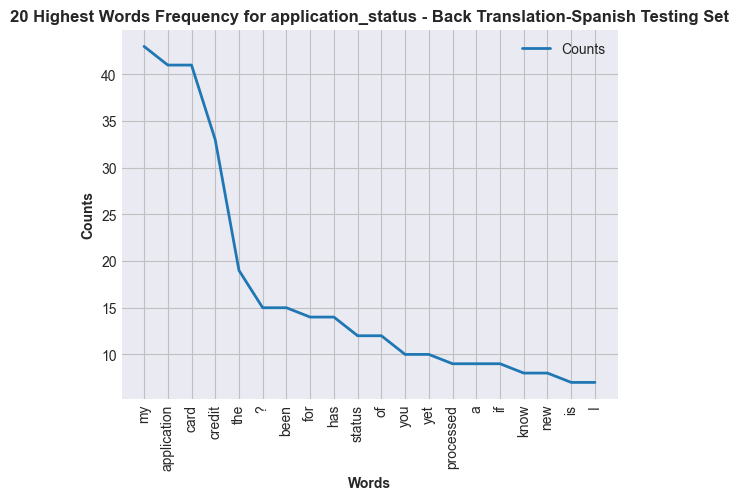 20 Highest Words Frequency for application_status - Back Translation-Spanish Testing Set
Counts
40
35
30
25
20
15
10
Counts
my
application
card
credit
the
?
been
for
has
status
of
you
yet
processed
a
if
know
new
is
I
Words